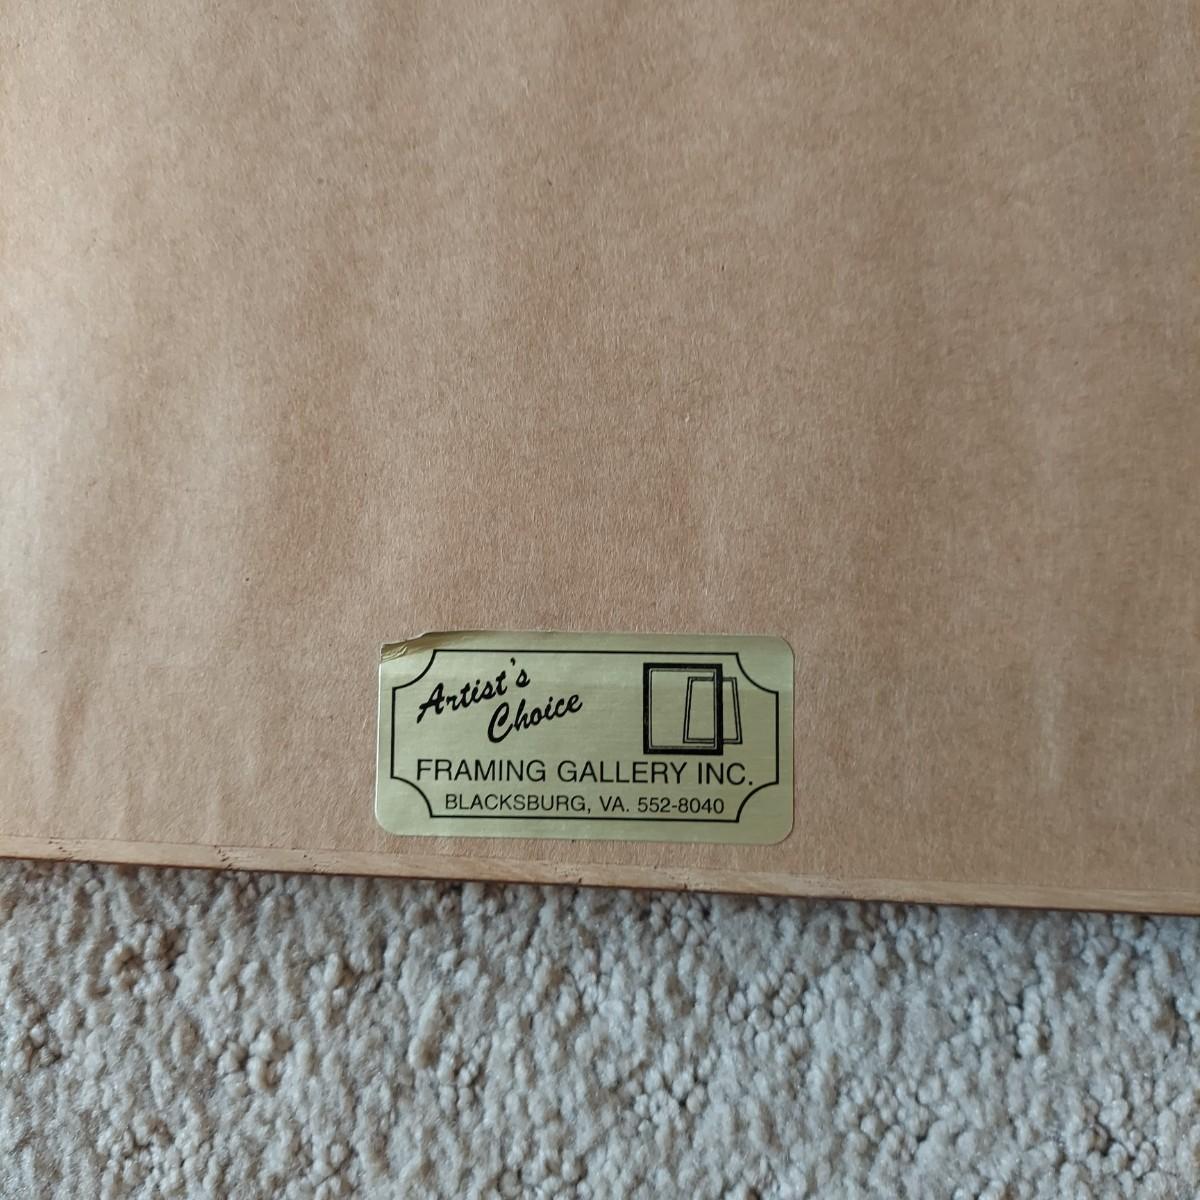 Artist's
Choice
FRAMING GALLERY INC.
BLACKSBURG, VA. 552-8040